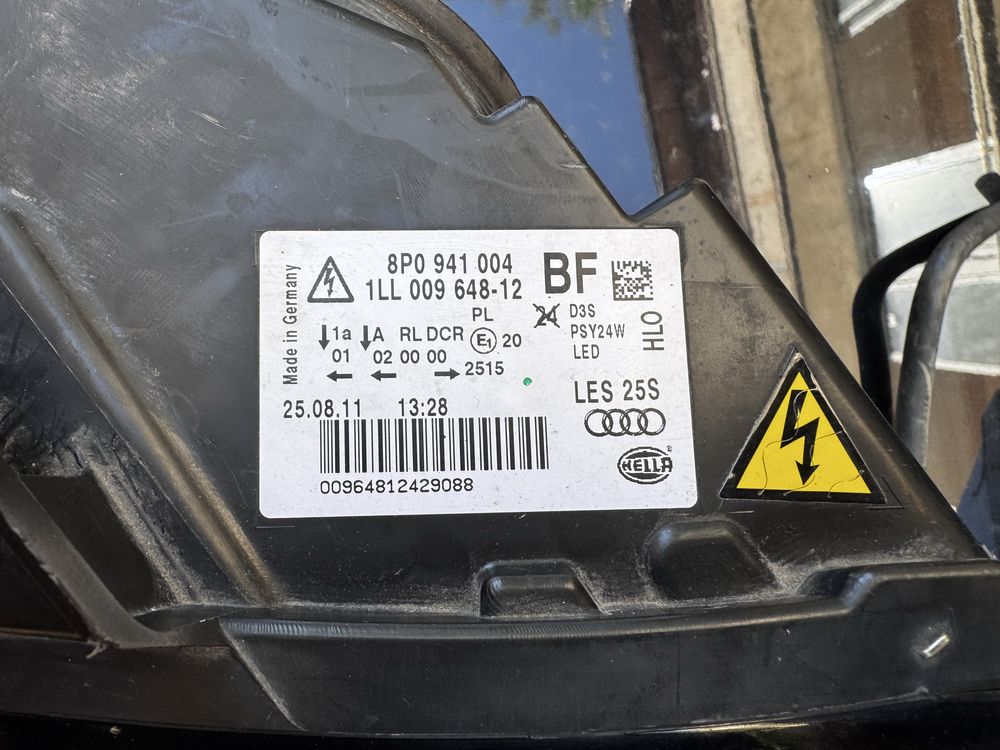 Made in Germany
8P0 941 004
1LL 009 648-12
BF
PL
24 D3S
PSY24W
LED
HLO
1a A RL DCR E1 20
01 02 00 00
2515
25.08.11 13:28
LES 25S
00964812429088
HELLA